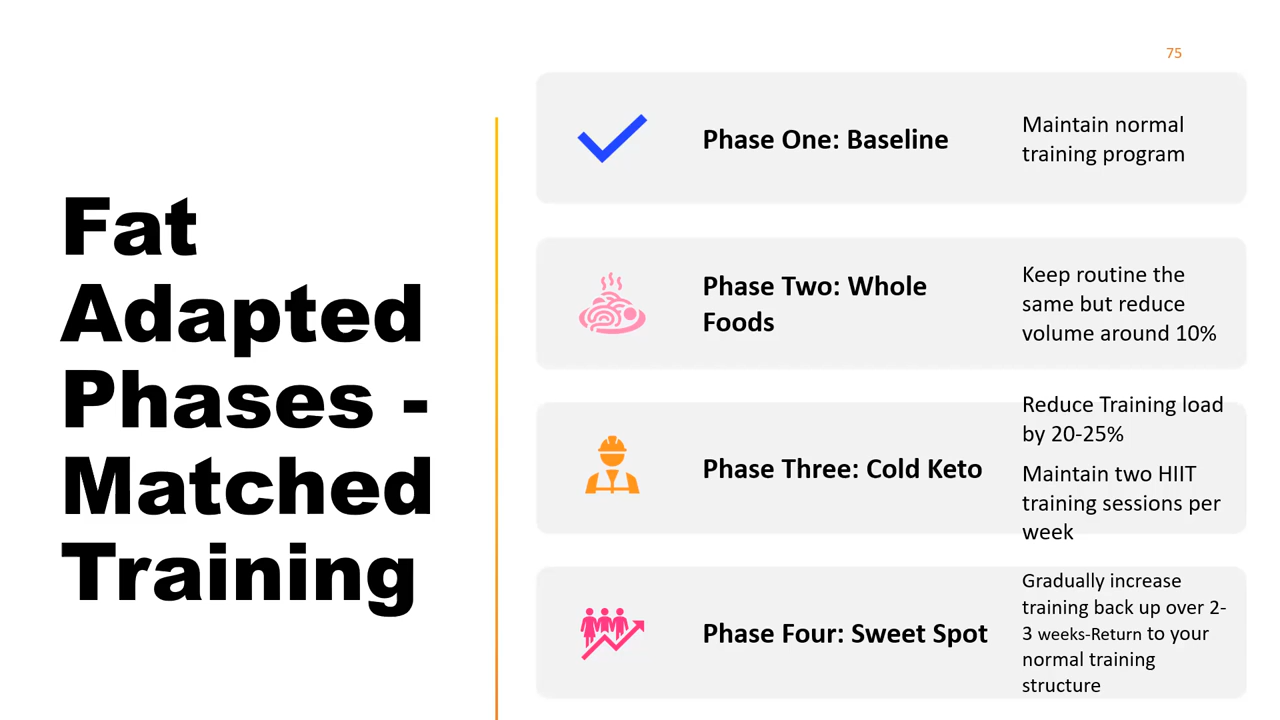 75
Fat
Adapted
Phases -
Matched
Training
Phase One: Baseline
Maintain normal
training program
Phase Two: Whole
Foods
Keep routine the
same but reduce
volume around 10%
Phase Three: Cold Keto
Reduce Training load
by 20-25%
Maintain two HIIT
training sessions per
week
Phase Four: Sweet Spot
Gradually increase
training back up over 2-
3 weeks-Return to your
normal training
structure